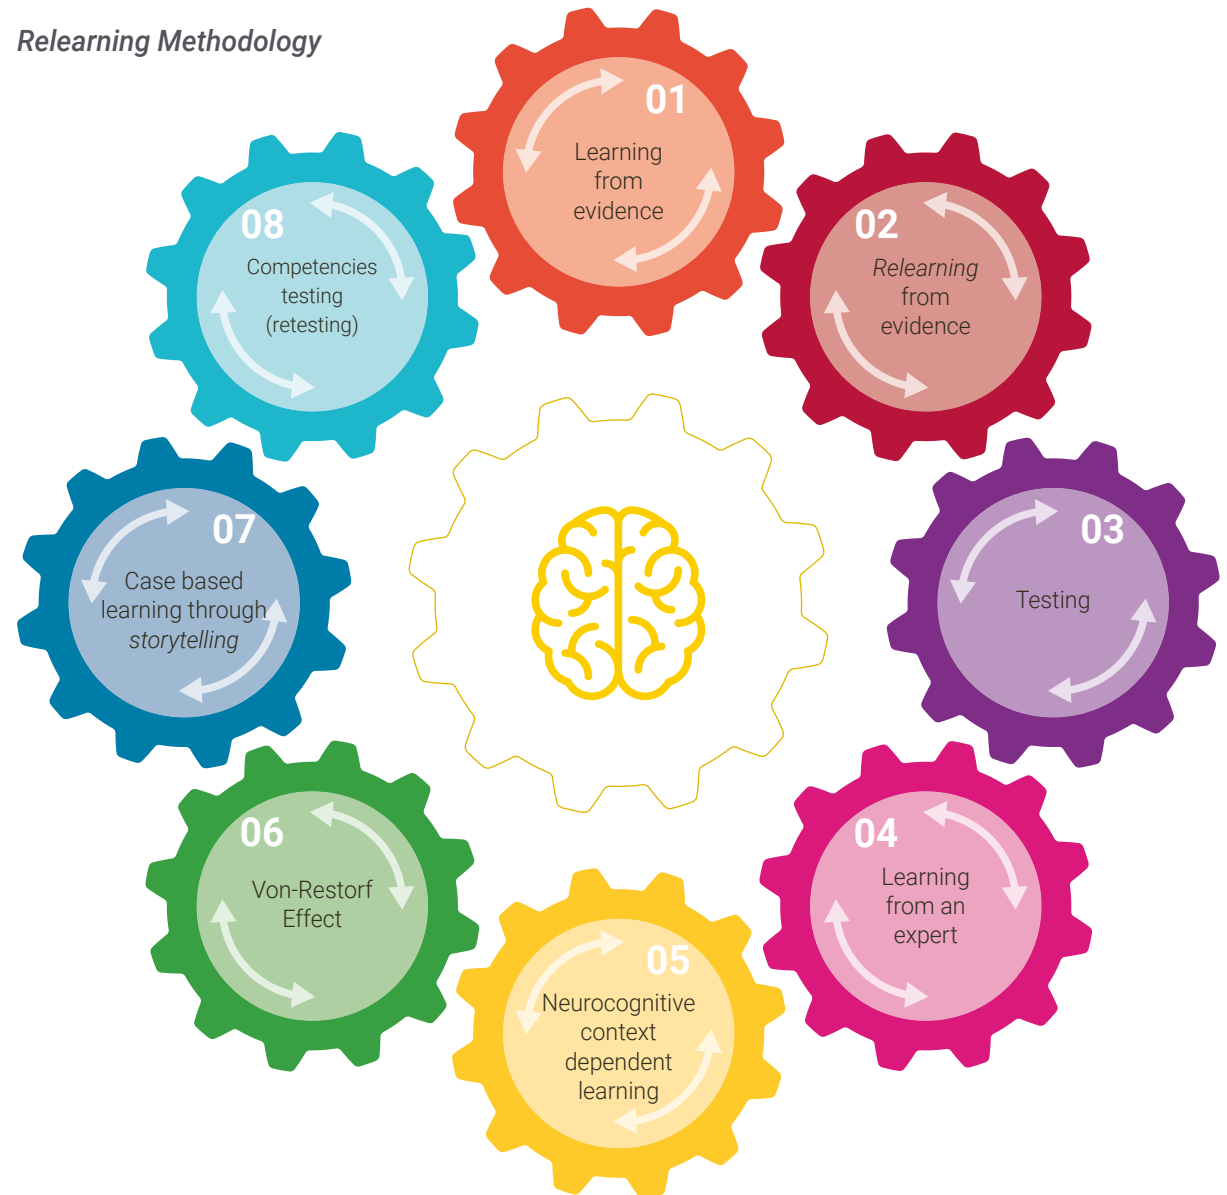 Relearning Methodology
01
Learning
from
evidence
02
Relearning
from
evidence
03
Testing
04
Learning
from an
expert
05
Neurocognitive
context
dependent
learning
06
Von-Restorf
Effect
07
Case based
learning through
storytelling
08
Competencies
testing
(retesting)